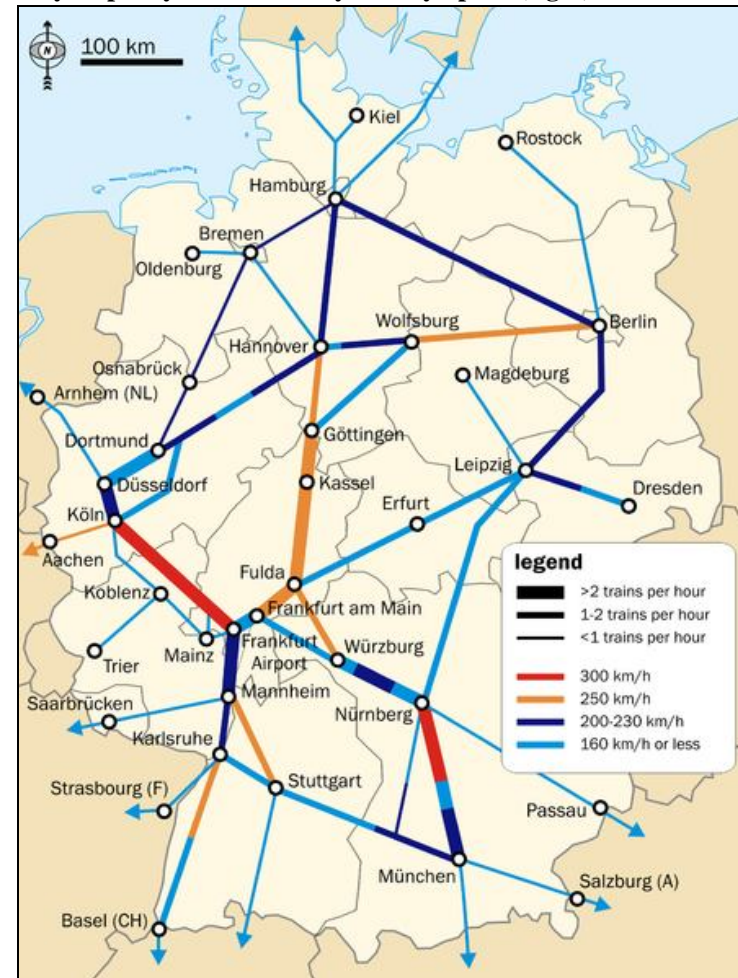 N
100 km
Kiel
Rostock
Hamburg
Bremen
Oldenburg
Berlin
Wolfsburg
Hannover
Osnabrück
Magdeburg
Arnhem (NL)
Dortmund
Göttingen
Leipzig
Düsseldorf
Kassel
Dresden
Köln
Erfurt
Aachen
Fulda
Koblenz
Frankfurt am Main
Frankfurt
Airport
Würzburg
Mainz
Trier
Mannheim
Saarbrücken
Nürnberg
Karlsruhe
Strasbourg (F)
Stuttgart
Passau
München
Salzburg (A)
Basel (CH)
legend
>2 trains per hour
1-2 trains per hour
<1 trains per hour
300 km/h
250 km/h
200-230 km/h
160 km/h or less